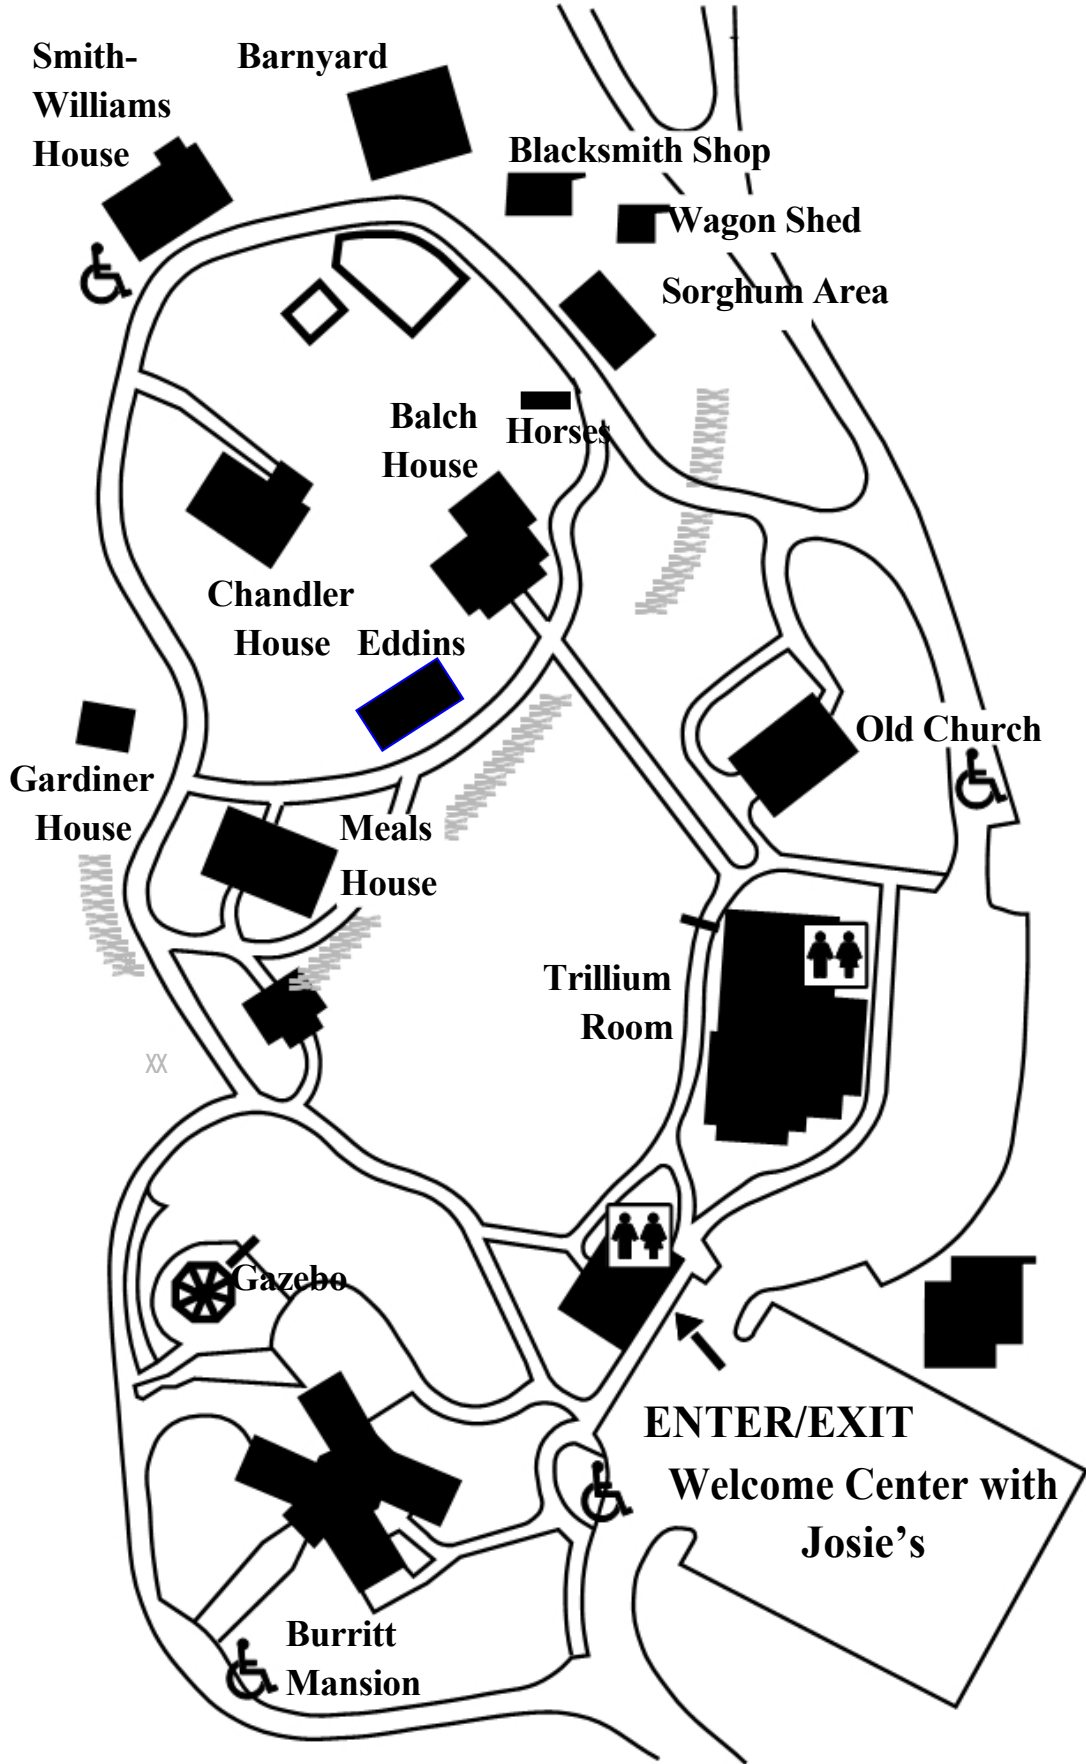 Smith-
Williams
House
Barnyard
Blacksmith Shop
Wagon Shed
Sorghum Area
Balch
House
Horses
Chandler
House
Eddins
Old Church
Gardiner
House
Meals
House
Trillium
Room
XX
Gazebo
ENTER/EXIT
Welcome Center with
Josie’s
Burritt
Mansion